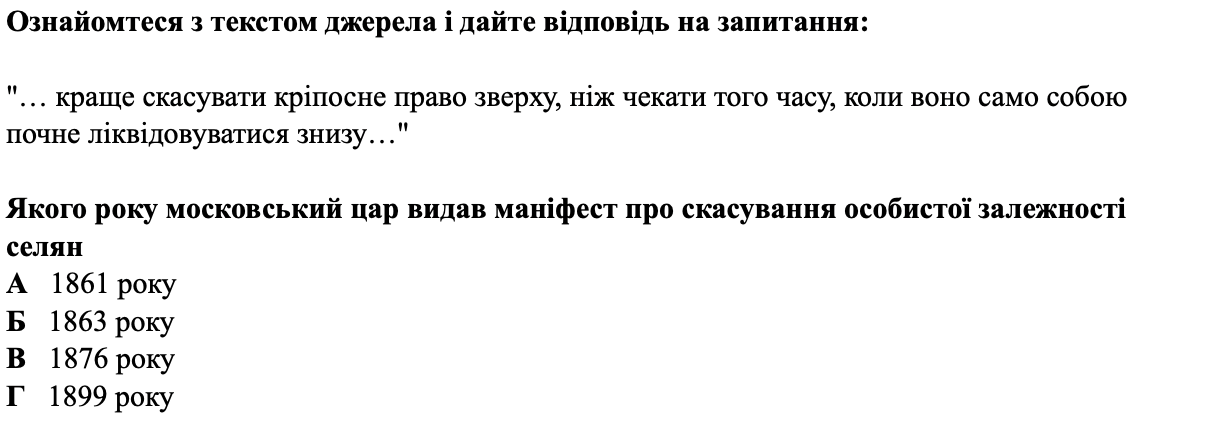 Ознайомтеся з текстом джерела і дайте відповідь на запитання:
"… краще скасувати кріпосне право зверху, ніж чекати того часу, коли воно само собою
почне ліквідовуватися знизу…"
Якого року московський цар видав маніфест про скасування особистої залежності
селян
А 1861 року
Б 1863 року
В 1876 року
Г 1899 року